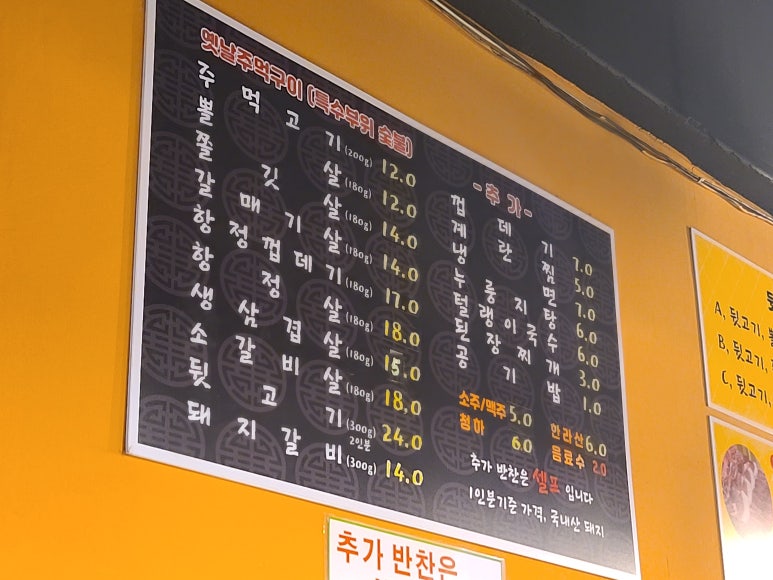 옛날주먹구이 (특수부위 숯불)
주먹고기(200g) 12.0
뽈살(180g) 12.0
쫄깃살(180g) 14.0
갈매기살(180g) 14.0
항정껍데기(180g) 17.0
항정살(180g) 18.0
생삼겹살(180g) 15.0
소갈비살(180g) 18.0
뒷고기(300g) 2인분 24.0
돼지갈비(300g) 14.0
- 추가 -
껍데기 7.0
계란찜 5.0
냉면 7.0
누룽지탕 6.0
털랭이국수 6.0
된장찌개 3.0
공기밥 1.0
소주/맥주 5.0 한라산 6.0
청하 6.0 음료수 2.0
추가 반찬은 셀프 입니다
1인분기준 가격, 국내산 돼지
추가 반찬은
A, 뒷고기,
B, 뒷고기,
C, 뒷고기,